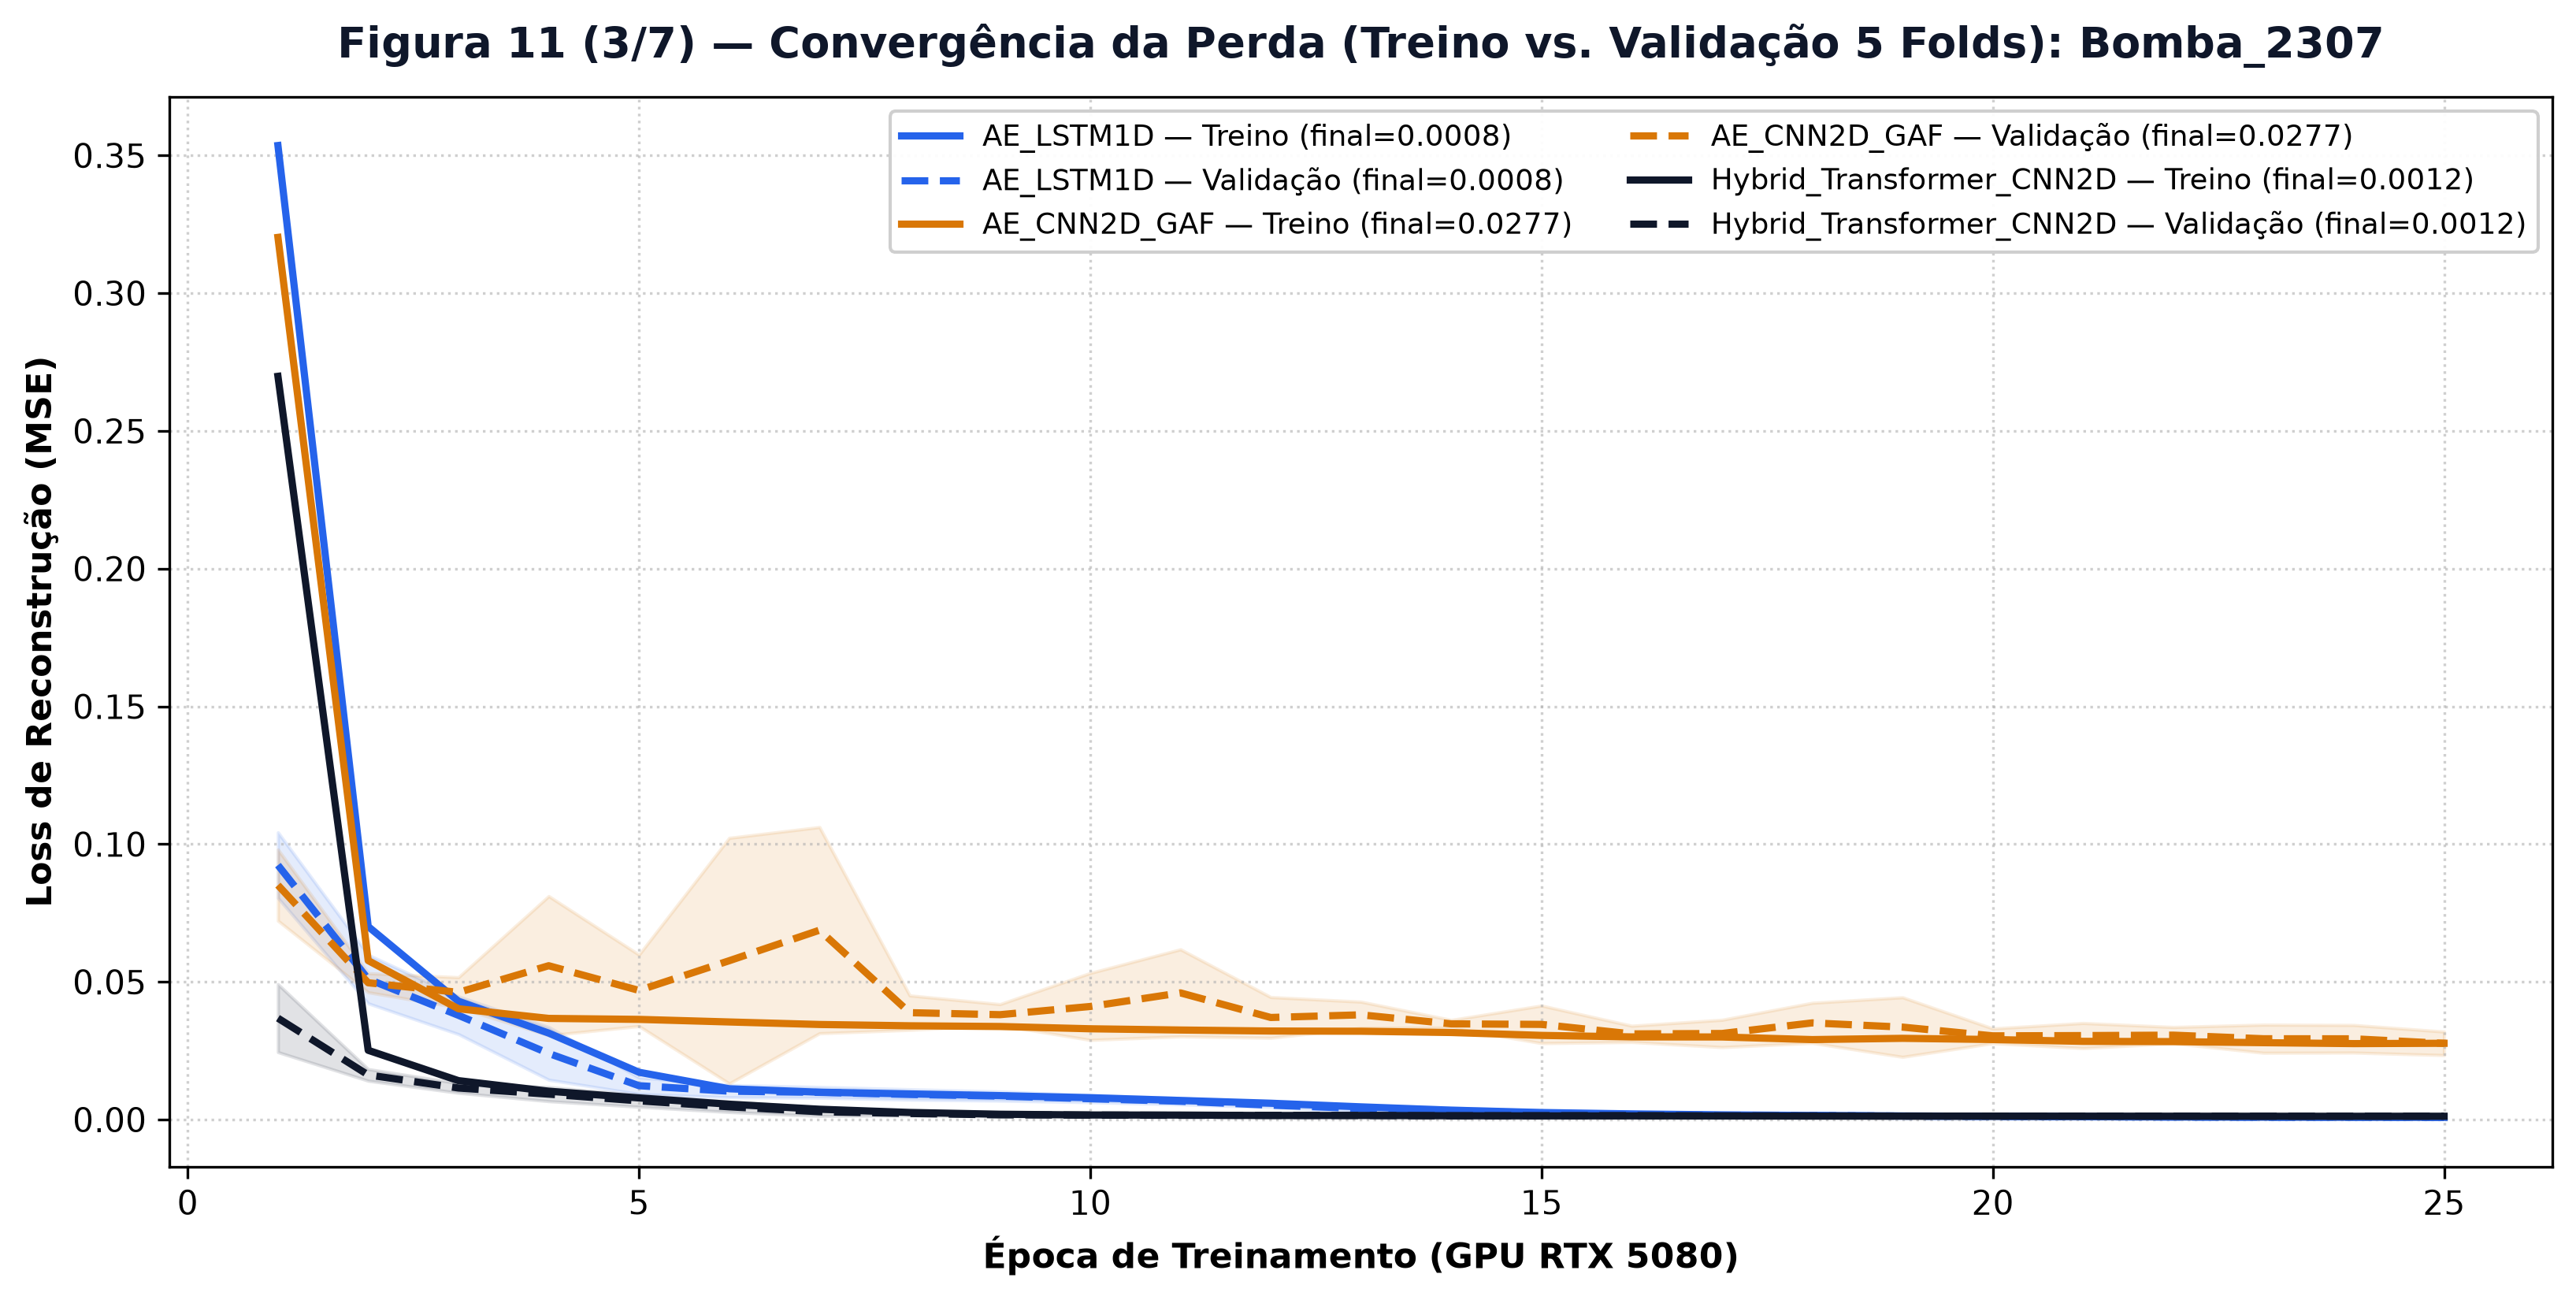 Figura 11 (3/7) — Convergência da Perda (Treino vs. Validação 5 Folds): Bomba_2307
AE_LSTM1D — Treino (final=0.0008)
AE_LSTM1D — Validação (final=0.0008)
AE_CNN2D_GAF — Treino (final=0.0277)
AE_CNN2D_GAF — Validação (final=0.0277)
Hybrid_Transformer_CNN2D — Treino (final=0.0012)
Hybrid_Transformer_CNN2D — Validação (final=0.0012)
Loss de Reconstrução (MSE)
0.35
0.30
0.25
0.20
0.15
0.10
0.05
0.00
0 5 10 15 20 25
Época de Treinamento (GPU RTX 5080)